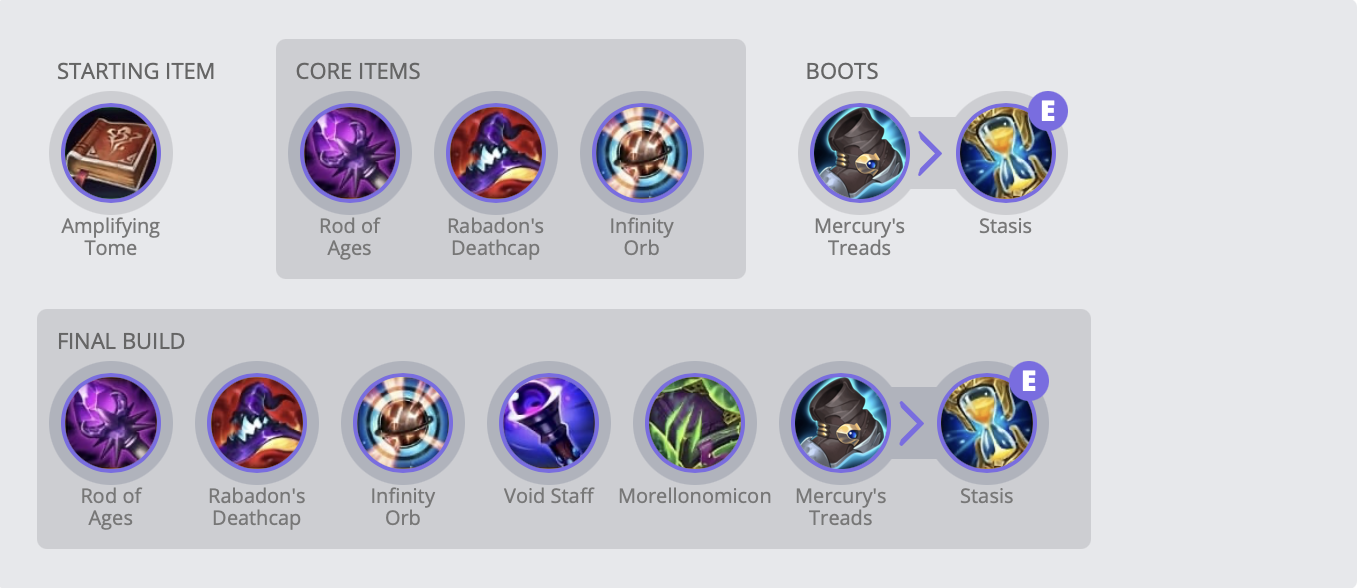 STARTING ITEM
Amplifying
Tome
CORE ITEMS
Rod of
Ages
Rabadon's
Deathcap
Infinity
Orb
BOOTS
Mercury's
Treads
E
Stasis
FINAL BUILD
Rod of
Ages
Rabadon's
Deathcap
Infinity
Orb
Void Staff
Morellonomicon
Mercury's
Treads
E
Stasis